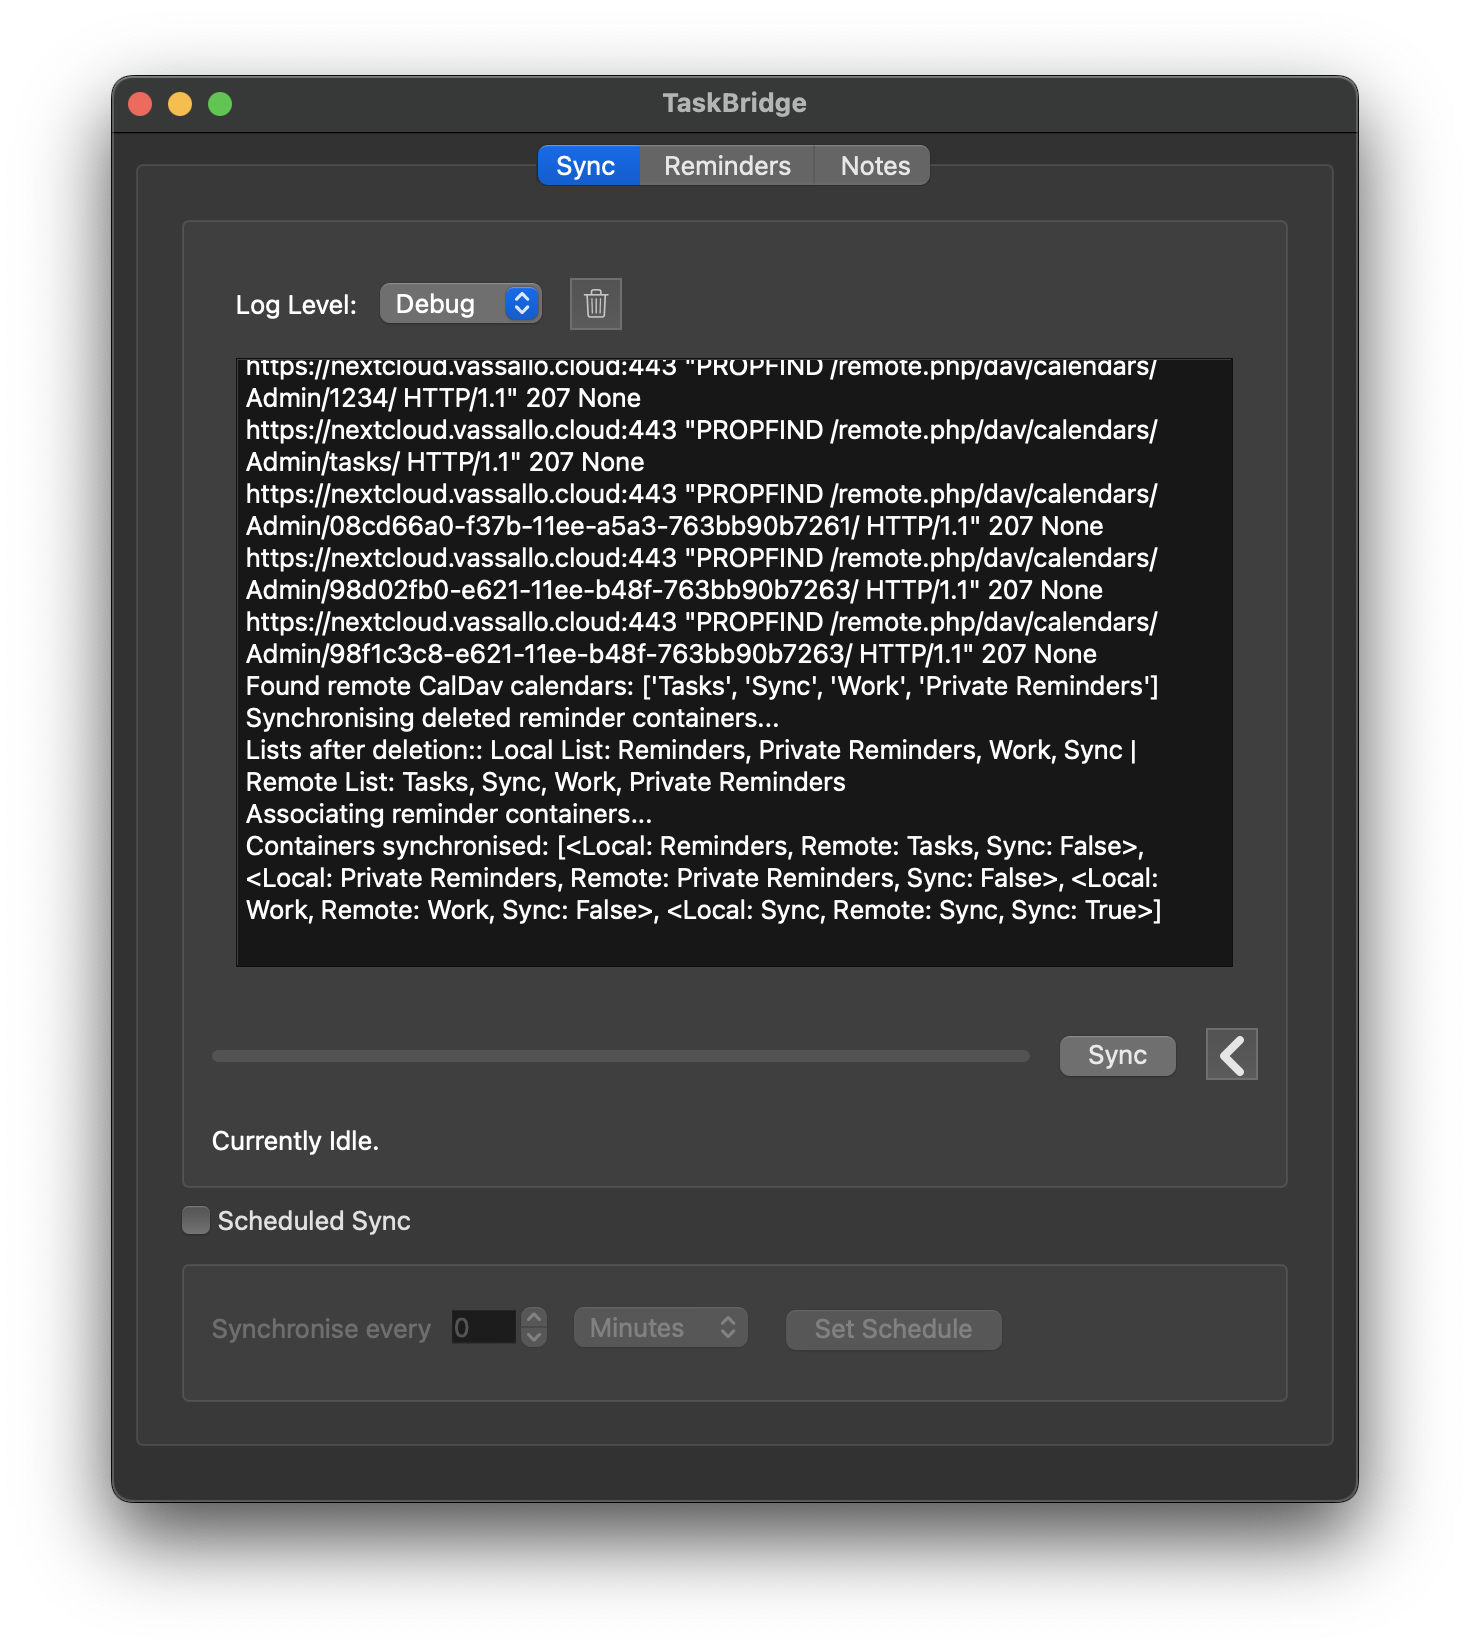 TaskBridge
Sync Reminders Notes
Log Level: Debug
https://nextcloud.vassallo.cloud:443 "PROPFIND /remote.php/dav/calendars/
Admin/1234/ HTTP/1.1" 207 None
https://nextcloud.vassallo.cloud:443 "PROPFIND /remote.php/dav/calendars/
Admin/tasks/ HTTP/1.1" 207 None
https://nextcloud.vassallo.cloud:443 "PROPFIND /remote.php/dav/calendars/
Admin/08cd66a0-f37b-11ee-a5a3-763bb90b7261/ HTTP/1.1" 207 None
https://nextcloud.vassallo.cloud:443 "PROPFIND /remote.php/dav/calendars/
Admin/98d02fb0-e621-11ee-b48f-763bb90b7263/ HTTP/1.1" 207 None
https://nextcloud.vassallo.cloud:443 "PROPFIND /remote.php/dav/calendars/
Admin/98f1c3c8-e621-11ee-b48f-763bb90b7263/ HTTP/1.1" 207 None
Found remote CalDav calendars: ['Tasks', 'Sync', 'Work', 'Private Reminders']
Synchronising deleted reminder containers...
Lists after deletion:: Local List: Reminders, Private Reminders, Work, Sync |
Remote List: Tasks, Sync, Work, Private Reminders
Associating reminder containers...
Containers synchronised: [<Local: Reminders, Remote: Tasks, Sync: False>,
<Local: Private Reminders, Remote: Private Reminders, Sync: False>, <Local:
Work, Remote: Work, Sync: False>, <Local: Sync, Remote: Sync, Sync: True>]
Sync
Currently Idle.
Scheduled Sync
Synchronise every 0 Minutes Set Schedule